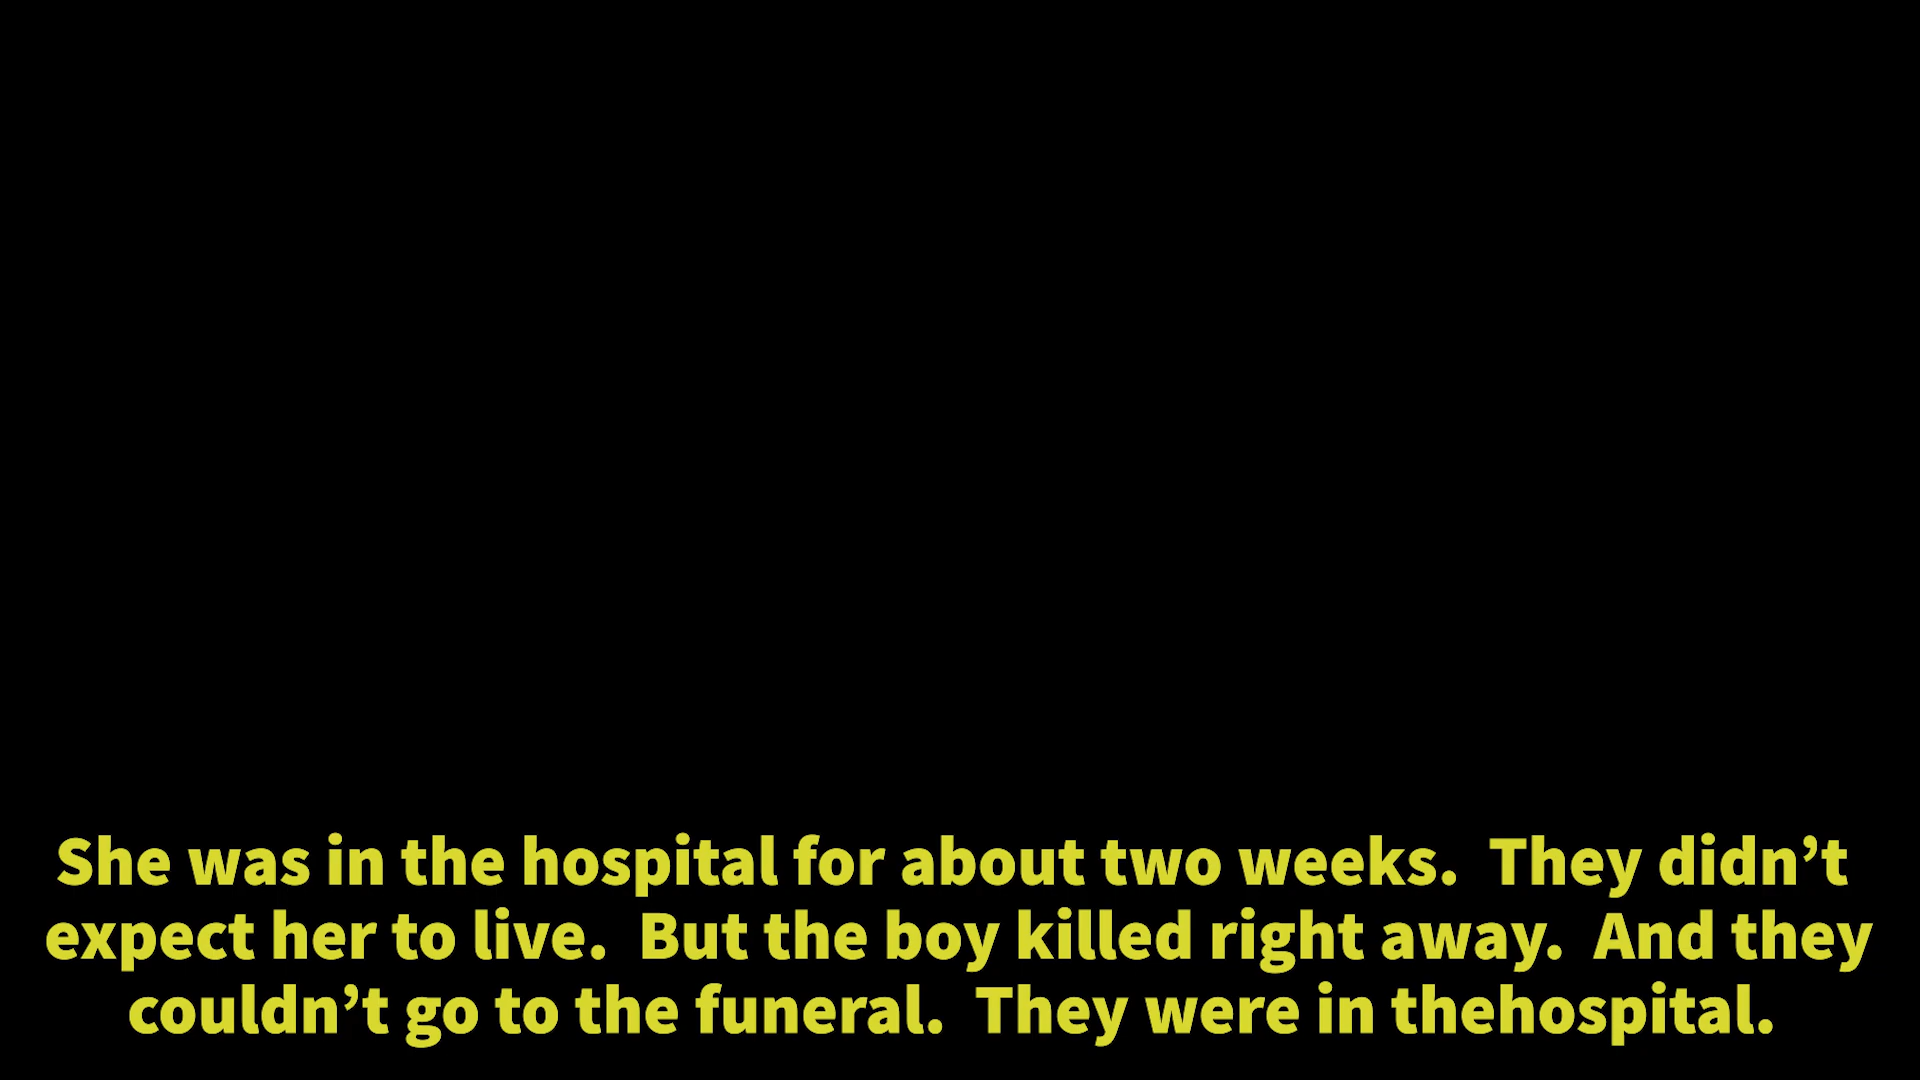 She was in the hospital for about two weeks.  They didn’t
expect her to live.  But the boy killed right away.  And they
couldn’t go to the funeral.  They were in thehospital.